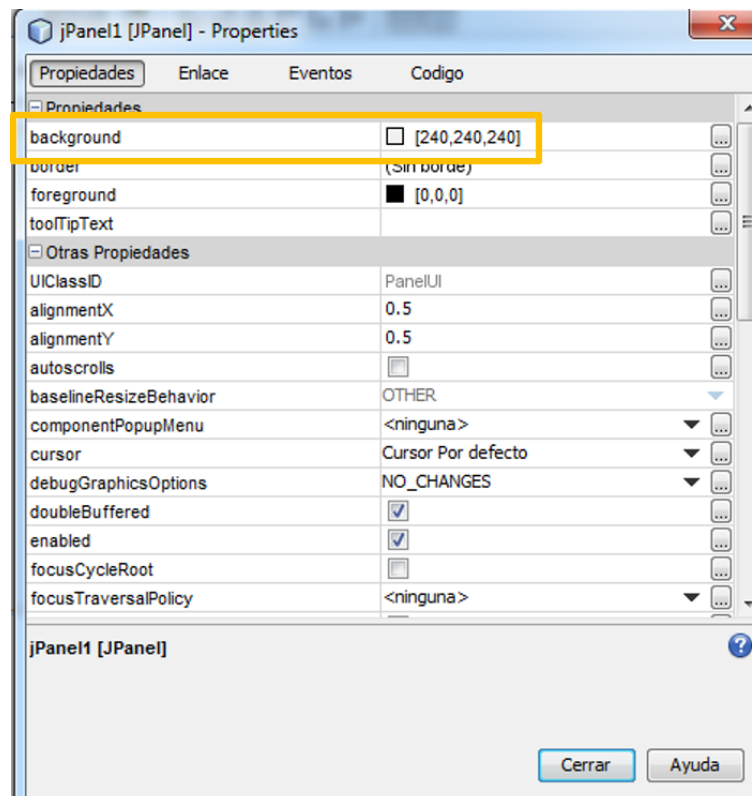 jPanel1 [JPanel] - Properties
Propiedades Enlace Eventos Codigo
Propiedades
background [240,240,240]
border (Sin borde)
foreground [0,0,0]
toolTipText
Otras Propiedades
UIClassID PanelUI
alignmentX 0.5
alignmentY 0.5
autoscrolls
baselineResizeBehavior OTHER
componentPopupMenu <ninguna>
cursor Cursor Por defecto
debugGraphicsOptions NO_CHANGES
doubleBuffered
enabled
focusCycleRoot
focusTraversalPolicy <ninguna>
jPanel1 [JPanel]
Cerrar Ayuda